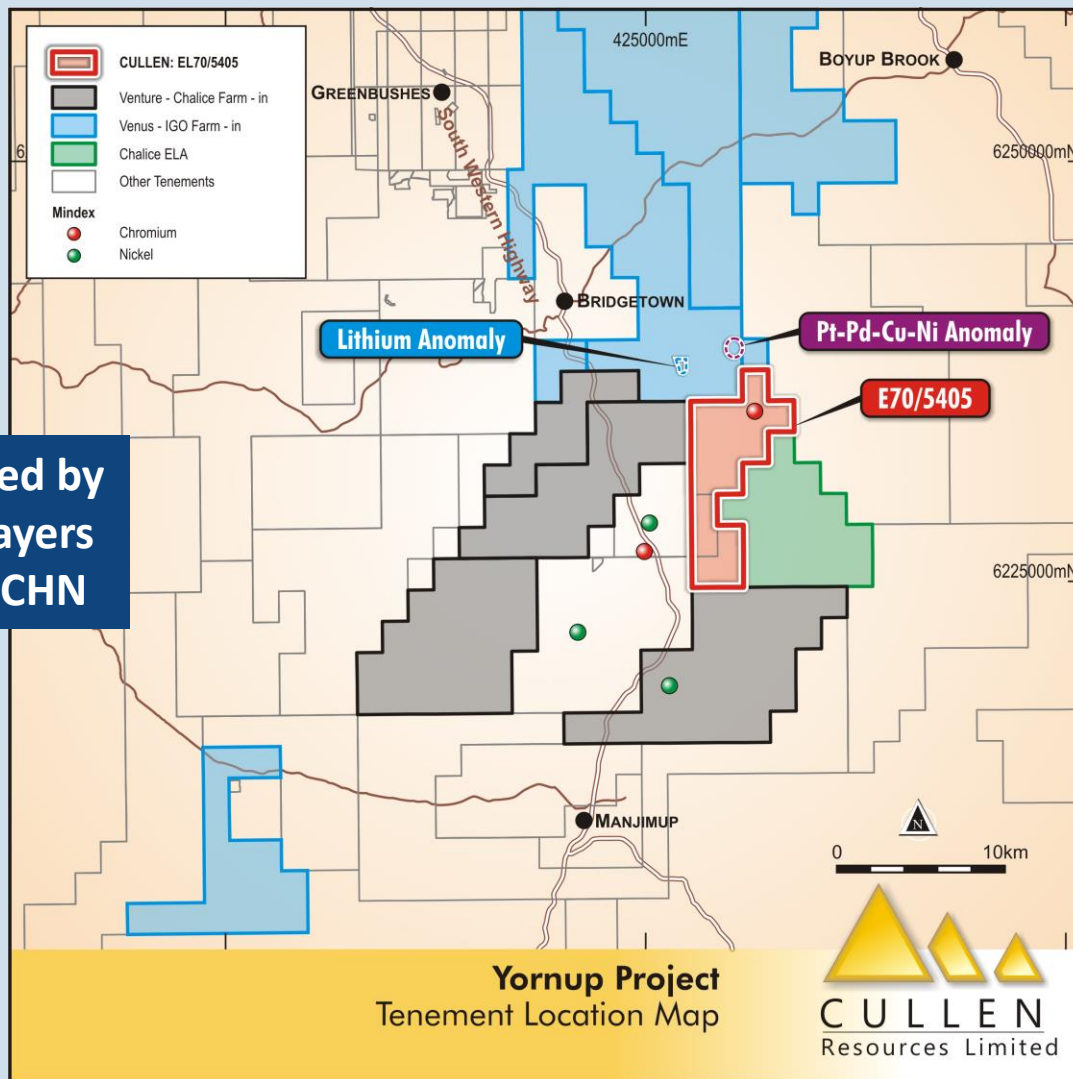 CULLEN: EL70/5405
Venture - Chalice Farm - in
Venus - IGO Farm - in
Chalice ELA
Other Tenements
Mindex
Chromium
Nickel
425000mE
BOYUP BROOK
GREENBUSHES
South Western Highway
6250000mN
6
BRIDGETOWN
Lithium Anomaly
Pt-Pd-Cu-Ni Anomaly
E70/5405
ed by
ayers
CHN
6225000mN
MANJIMUP
N
0 10km
Yornup Project
Tenement Location Map
CULLEN
Resources Limited